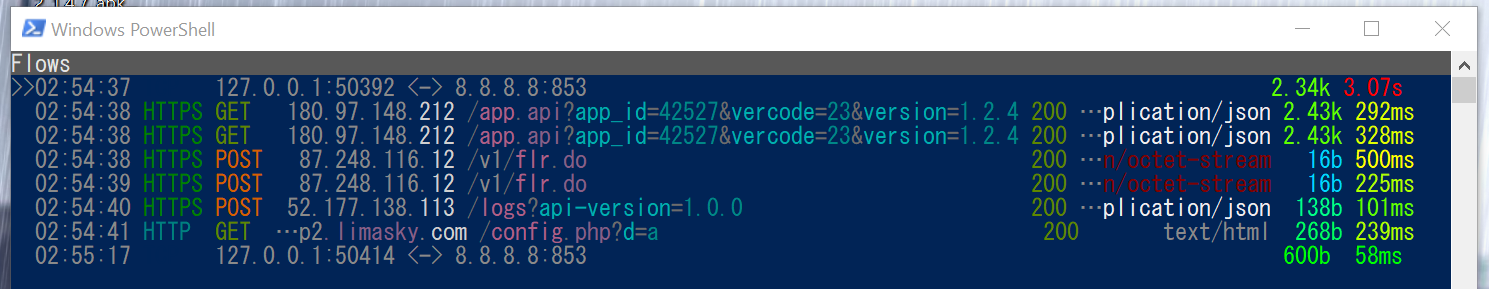 2.147.apk
Windows PowerShell
Flows
>>02:54:37 127.0.0.1:50392 <-> 8.8.8.8:853 2.34k 3.07s
02:54:38 HTTPS GET 180.97.148.212 /app.api?app_id=42527&vercode=23&version=1.2.4 200 …plication/json 2.43k 292ms
02:54:38 HTTPS GET 180.97.148.212 /app.api?app_id=42527&vercode=23&version=1.2.4 200 …plication/json 2.43k 328ms
02:54:38 HTTPS POST 87.248.116.12 /v1/flr.do 200 …n/octet-stream 16b 500ms
02:54:39 HTTPS POST 87.248.116.12 /v1/flr.do 200 …n/octet-stream 16b 225ms
02:54:40 HTTPS POST 52.177.138.113 /logs?api-version=1.0.0 200 …plication/json 138b 101ms
02:54:41 HTTP GET …p2.limasky.com /config.php?d=a 200 text/html 268b 239ms
02:55:17 127.0.0.1:50414 <-> 8.8.8.8:853 600b 58ms